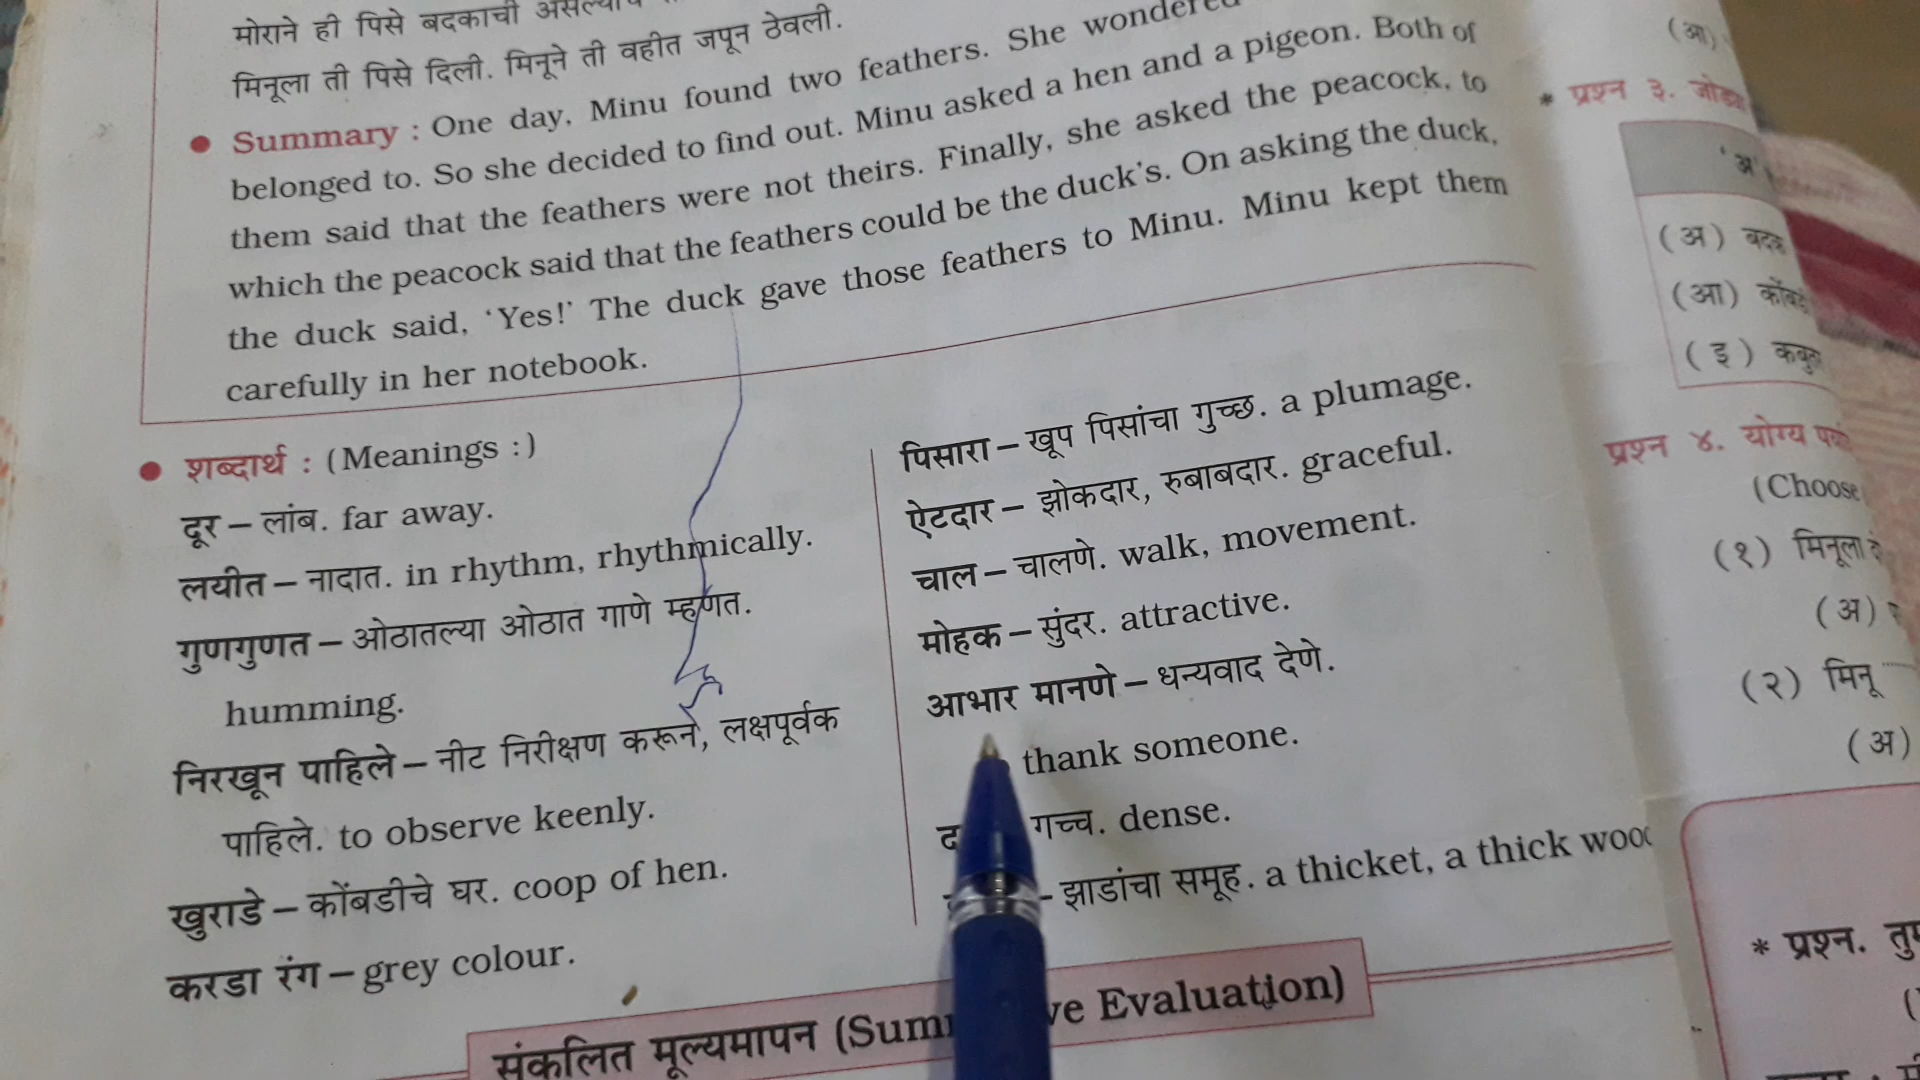 मोराने ही पिसे बदकाची
मिनूला ती पिसे दिली. मिनूने ती वहीत जपून ठेवली.
• Summary : One day, Minu found two feathers. She wondered
belonged to. So she decided to find out. Minu asked a hen and a pigeon. Both of
them said that the feathers were not theirs. Finally, she asked the peacock, to
which the peacock said that the feathers could be the duck's. On asking the duck,
the duck said, 'Yes!' The duck gave those feathers to Minu. Minu kept them
carefully in her notebook.
• शब्दार्थ : (Meanings :)
दूर – लांब. far away.
लयीत – नादात. in rhythm, rhythmically.
गुणगुणत – ओठातल्या ओठात गाणे म्हणत.
humming.
निरखून पाहिले – नीट निरीक्षण करूने, लक्षपूर्वक
पाहिले. to observe keenly.
खुराडे – कोंबडीचे घर. coop of hen.
करडा रंग – grey colour.
पिसारा – खूप पिसांचा गुच्छ. a plumage.
ऐटदार – झोकदार, रुबाबदार. graceful.
चाल – चालणे. walk, movement.
मोहक – सुंदर. attractive.
आभार मानणे – धन्यवाद देणे.
thank someone.
गच्च. dense.
– झाडांचा समूह. a thicket, a thick
संकलित मूल्यमापन Evaluation)
(आ)
* प्रश्न ३.
'अ'
(अ) बदक
(आ)
(इ)
प्रश्न ४. योग्य
(Choose
(१) मिनूला
(अ)
(२) मिनू
(अ)
* प्रश्न.